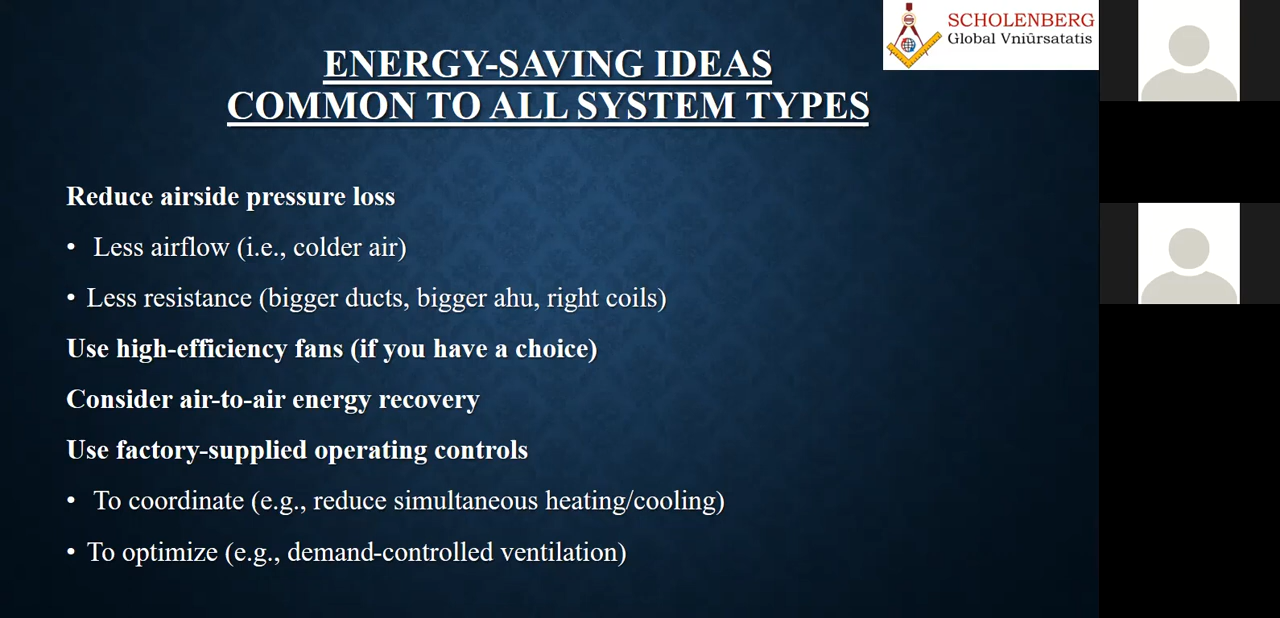 SCHOLENBERG
Global Vniûrsatatis
ENERGY-SAVING IDEAS
COMMON TO ALL SYSTEM TYPES
Reduce airside pressure loss
• Less airflow (i.e., colder air)
• Less resistance (bigger ducts, bigger ahu, right coils)
Use high-efficiency fans (if you have a choice)
Consider air-to-air energy recovery
Use factory-supplied operating controls
• To coordinate (e.g., reduce simultaneous heating/cooling)
• To optimize (e.g., demand-controlled ventilation)